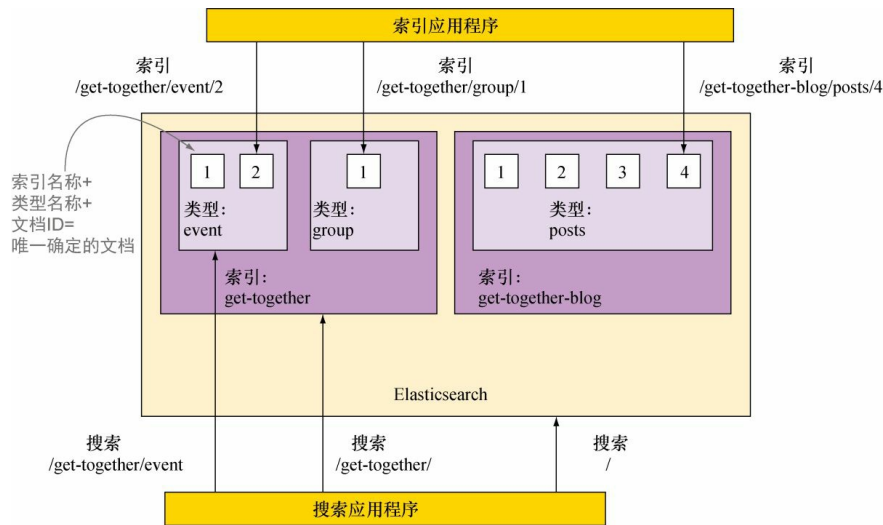 索引应用程序
索引
/get-together/event/2
索引
/get-together/group/1
索引
/get-together-blog/posts/4
索引名称+
类型名称+
文档ID=
唯一确定的文档
1
2
类型：
event
1
类型：
group
索引：
get-together
1
2
3
4
类型：
posts
索引：
get-together-blog
Elasticsearch
搜索
/get-together/event
搜索
/get-together/
搜索
/
搜索应用程序